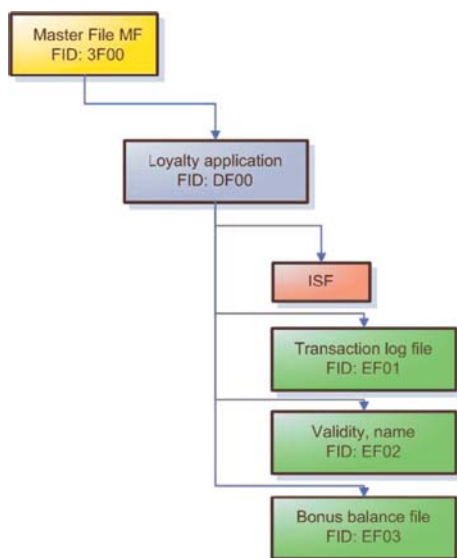 Master File MF
FID: 3F00
Loyalty application
FID: DF00
ISF
Transaction log file
FID: EF01
Validity, name
FID: EF02
Bonus balance file
FID: EF03